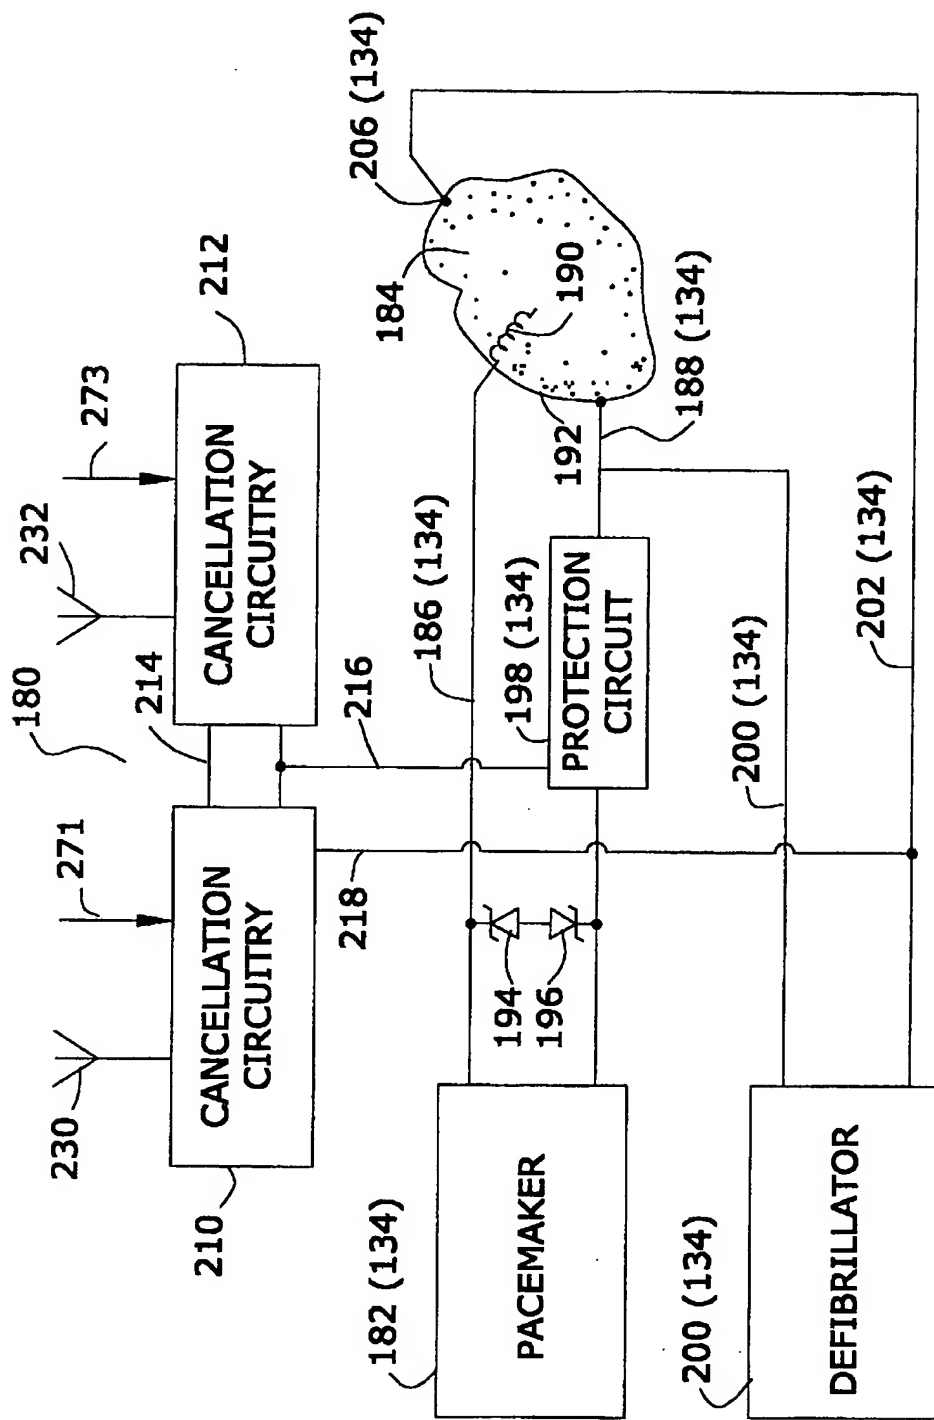 180
230
271
232
273
214
210
212
CANCELLATION
CIRCUITRY
CANCELLATION
CIRCUITRY
218
216
206 (134)
182 (134)
186 (134)
184
194
196
198 (134)
192
190
PACEMAKER
PROTECTION
CIRCUIT
188 (134)
200 (134)
200 (134)
DEFIBRILLATOR
202 (134)